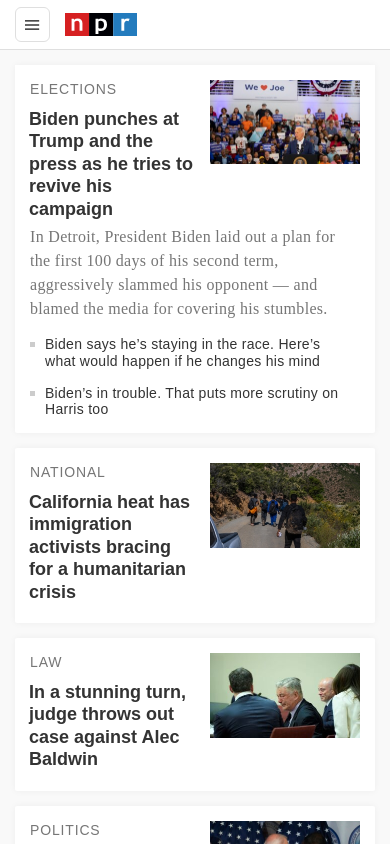 npr
ELECTIONS
We ❤ Joe
Biden punches at
Trump and the
press as he tries to
revive his
campaign
In Detroit, President Biden laid out a plan for
the first 100 days of his second term,
aggressively slammed his opponent — and
blamed the media for covering his stumbles.
Biden says he’s staying in the race. Here’s
what would happen if he changes his mind
Biden’s in trouble. That puts more scrutiny on
Harris too
NATIONAL
California heat has
immigration
activists bracing
for a humanitarian
crisis
LAW
In a stunning turn,
judge throws out
case against Alec
Baldwin
POLITICS